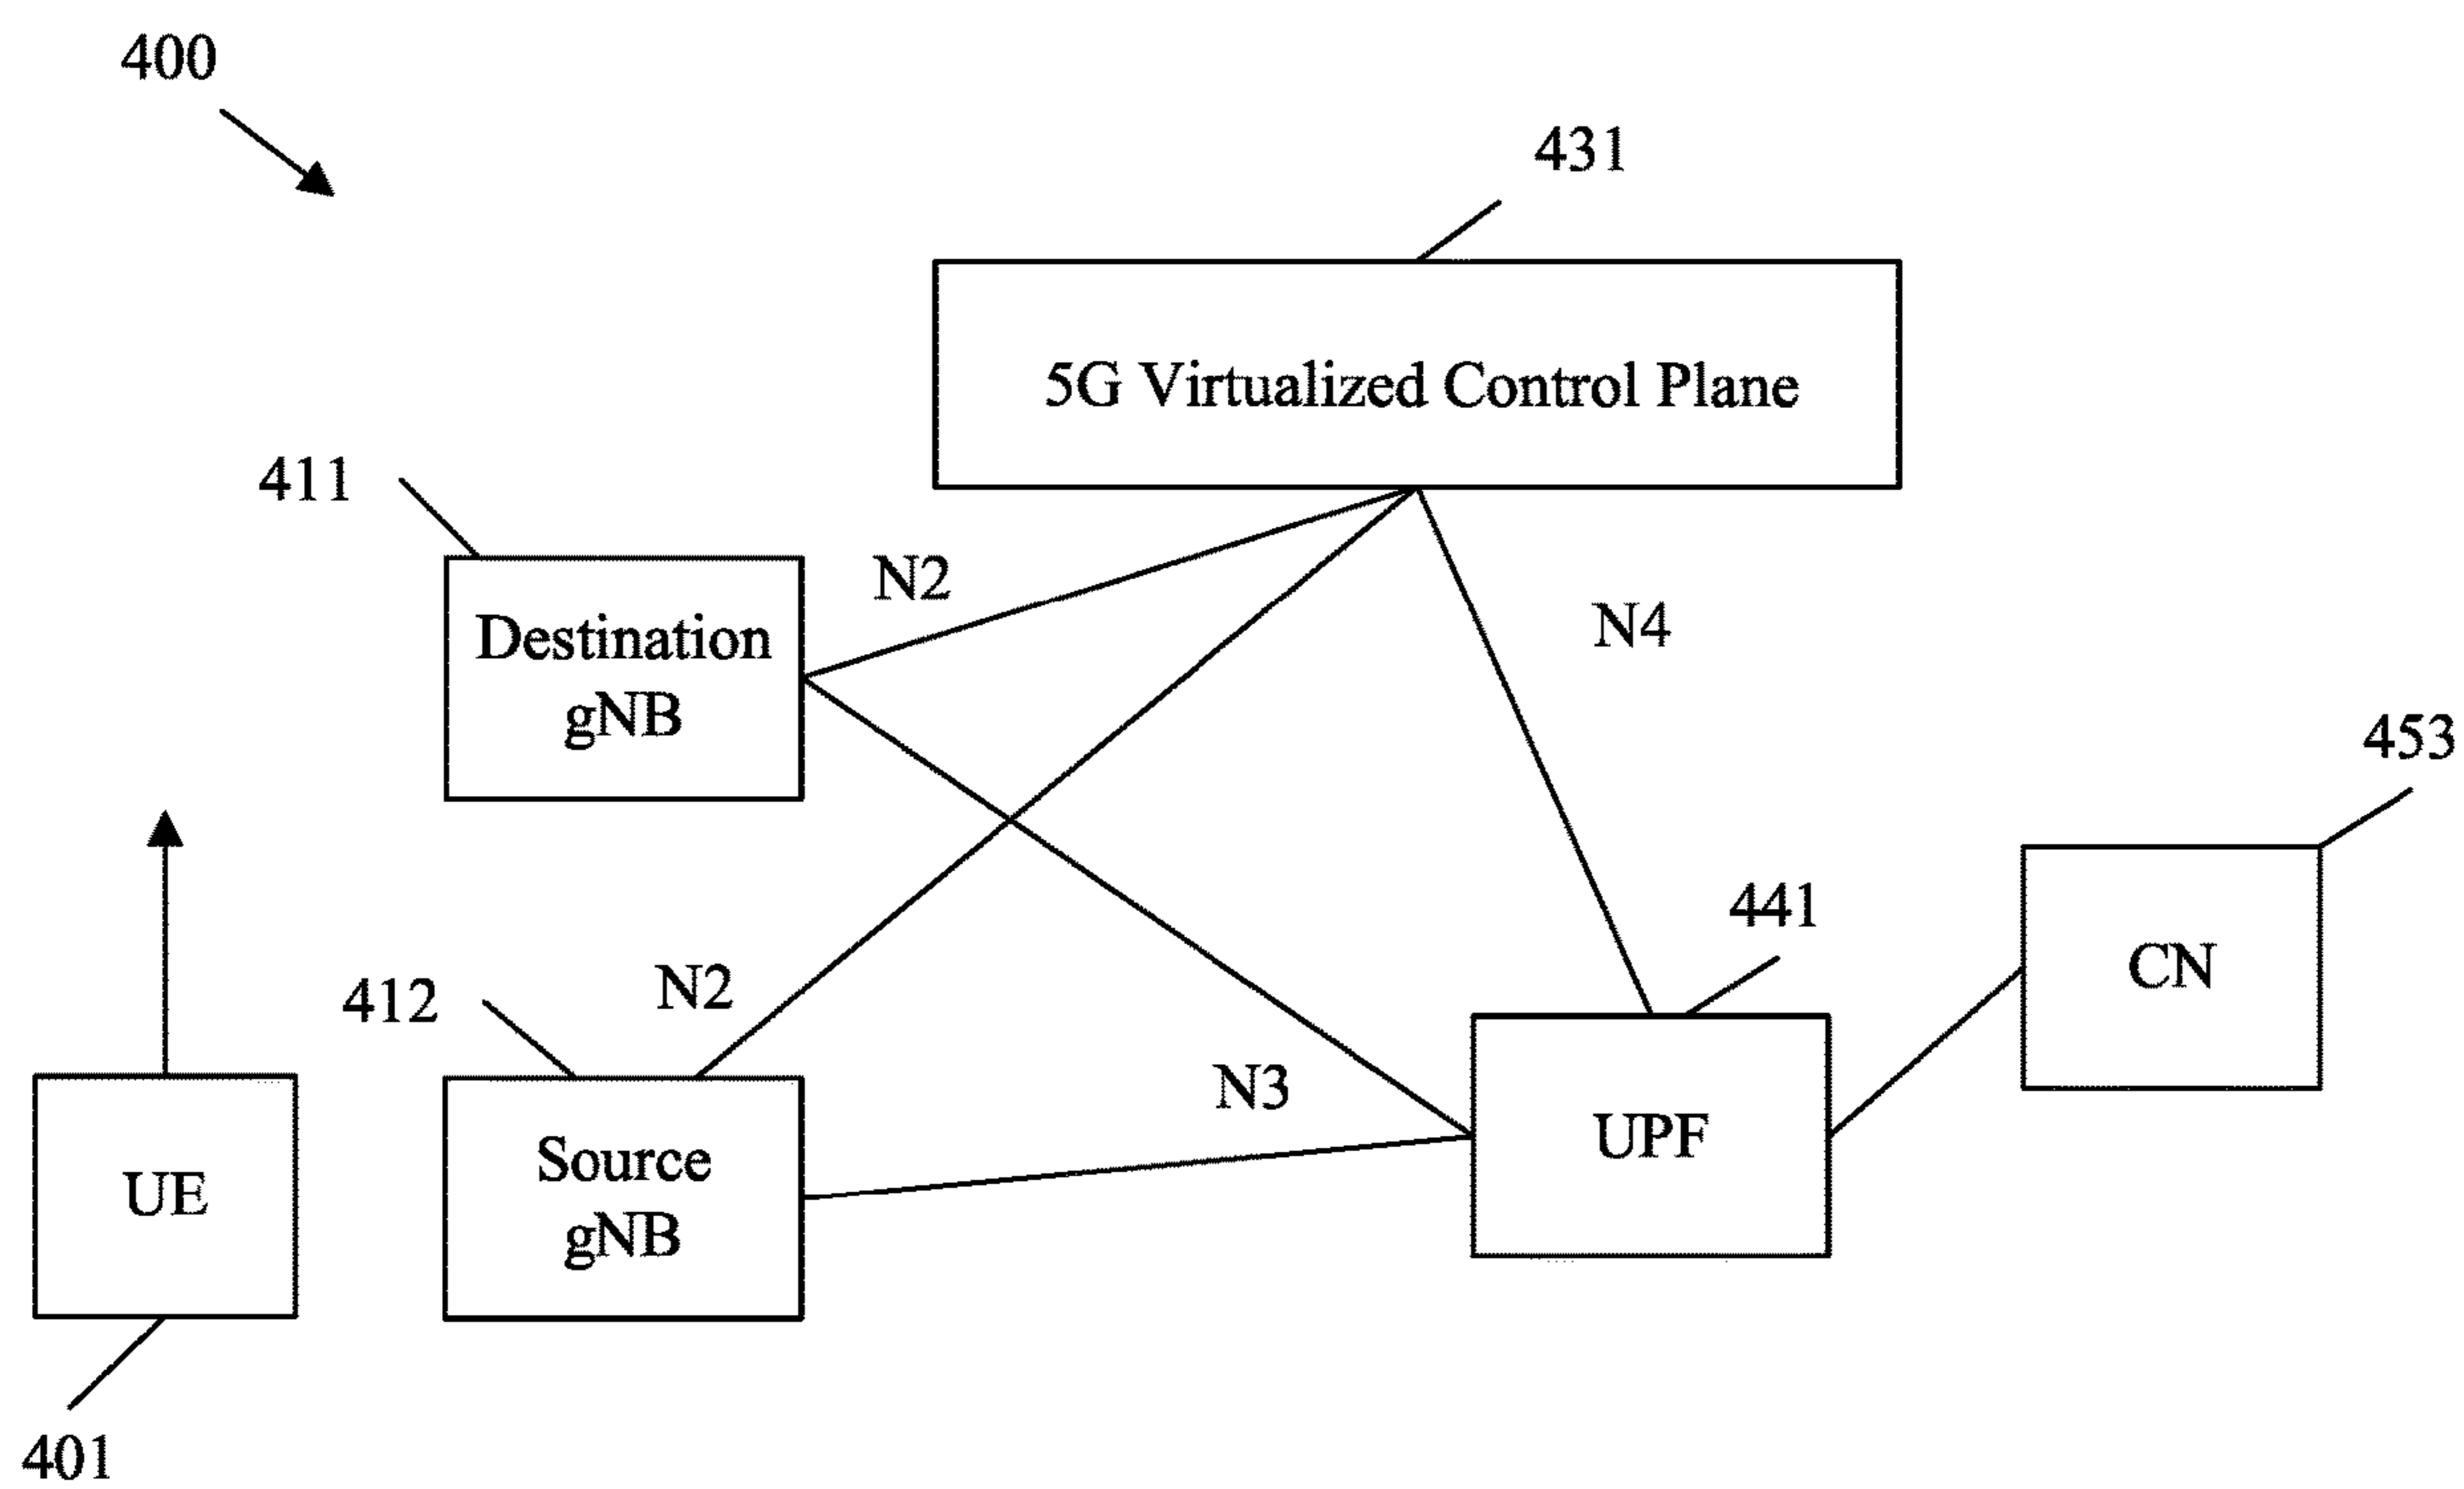 400
431
5G Virtualized Control Plane
411
N2
Destination
gNB
N4
453
441
CN
412
N2
N3
UPF
Source
gNB
UE
401